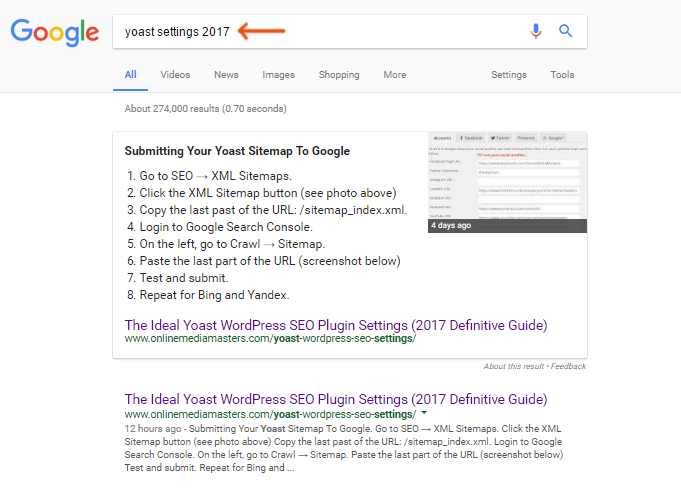 Google
yoast settings 2017
All Videos News Images Shopping More Settings Tools
About 274,000 results (0.70 seconds)
Submitting Your Yoast Sitemap To Google
1. Go to SEO → XML Sitemaps.
2. Click the XML Sitemap button (see photo above)
3. Copy the last past of the URL: /sitemap_index.xml.
4. Login to Google Search Console.
5. On the left, go to Crawl → Sitemap.
6. Paste the last part of the URL (screenshot below)
7. Test and submit.
8. Repeat for Bing and Yandex.
Accounts Facebook Twitter Pinterest Google+
4 days ago
The Ideal Yoast WordPress SEO Plugin Settings (2017 Definitive Guide)
www.onlinemediamasters.com/yoast-wordpress-seo-settings/
About this result • Feedback
The Ideal Yoast WordPress SEO Plugin Settings (2017 Definitive Guide)
www.onlinemediamasters.com/yoast-wordpress-seo-settings/
12 hours ago - Submitting Your Yoast Sitemap To Google. Go to SEO → XML Sitemaps. Click the XML
Sitemap button (see photo above) Copy the last past of the URL: /sitemap_index.xml. Login to Google
Search Console. On the left, go to Crawl → Sitemap. Paste the last part of the URL (screenshot below)
Test and submit. Repeat for Bing and ...